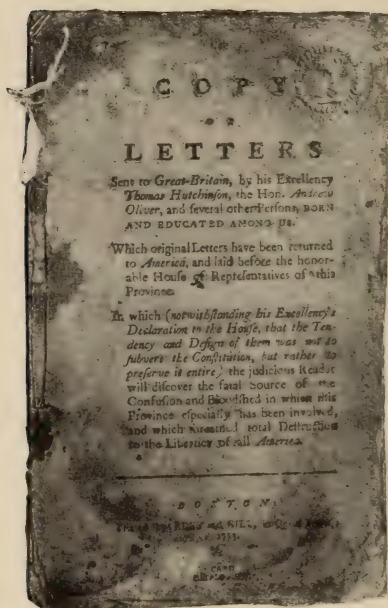 COPY
OF
LETTERS
Sent to Great-Britain, by his Excellency
Thomas Hutchinson, the Hon. Andrew
Oliver, and several other Persons, BORN
AND EDUCATED AMONG US.
Which original Letters have been returned
to America, and laid before the honor-
able House of Representatives of this
Province.
In which (notwithstanding his Excellency's
Declaration to the House, that the Ten-
dency and Design of them was not to
subvert the Constitution, but rather to
preserve it entire) the judicious Reader
will discover the fatal Source of the
Confusion and Bloodshed in which this
Province especially has been involved,
and which threatned total Destruction
to the Liberties of all America.
BOSTON: